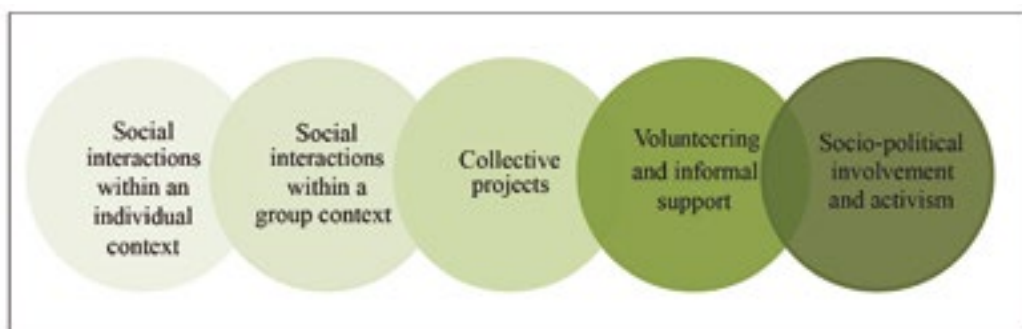 Social
interactions
within an
individual
context
Social
interactions
within a
group context
Collective
projects
Volunteering
and informal
support
Socio-political
involvement
and activism